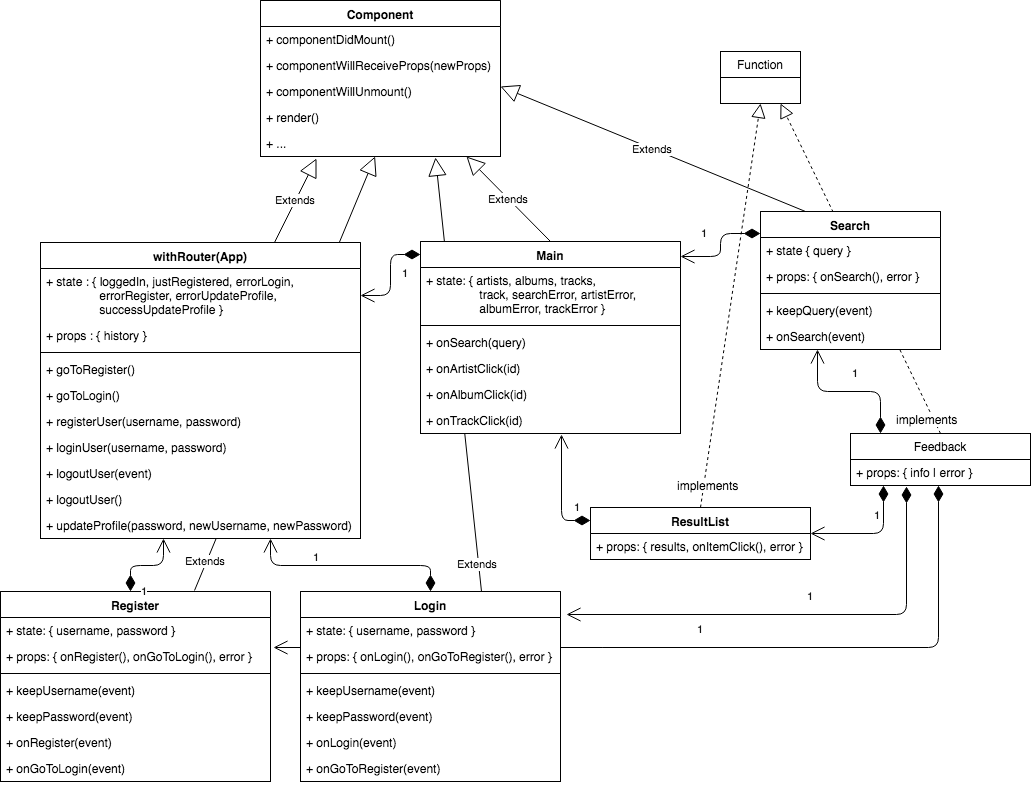 Component
+ componentDidMount()
+ componentWillReceiveProps(newProps)
+ componentWillUnmount()
+ render()
+ ...
Function
Extends
Extends
Extends
withRouter(App)
+ state : { loggedIn, justRegistered, errorLogin,
errorRegister, errorUpdateProfile,
successUpdateProfile }
+ props : { history }
+ goToRegister()
+ goToLogin()
+ registerUser(username, password)
+ loginUser(username, password)
+ logoutUser(event)
+ logoutUser()
+ updateProfile(password, newUsername, newPassword)
1
Main
+ state: { artists, albums, tracks,
track, searchError, artistError,
albumError, trackError }
+ onSearch(query)
+ onArtistClick(id)
+ onAlbumClick(id)
+ onTrackClick(id)
1
Search
+ state { query }
+ props: { onSearch(), error }
+ keepQuery(event)
+ onSearch(event)
1
implements
Feedback
+ props: { info | error }
implements
1
ResultList
+ props: { results, onItemClick(), error }
1
Extends
1
Extends
1
1
1
Register
+ state: { username, password }
+ props: { onRegister(), onGoToLogin(), error }
+ keepUsername(event)
+ keepPassword(event)
+ onRegister(event)
+ onGoToLogin(event)
Login
+ state: { username, password }
+ props: { onLogin(), onGoToRegister(), error }
+ keepUsername(event)
+ keepPassword(event)
+ onLogin(event)
+ onGoToRegister(event)